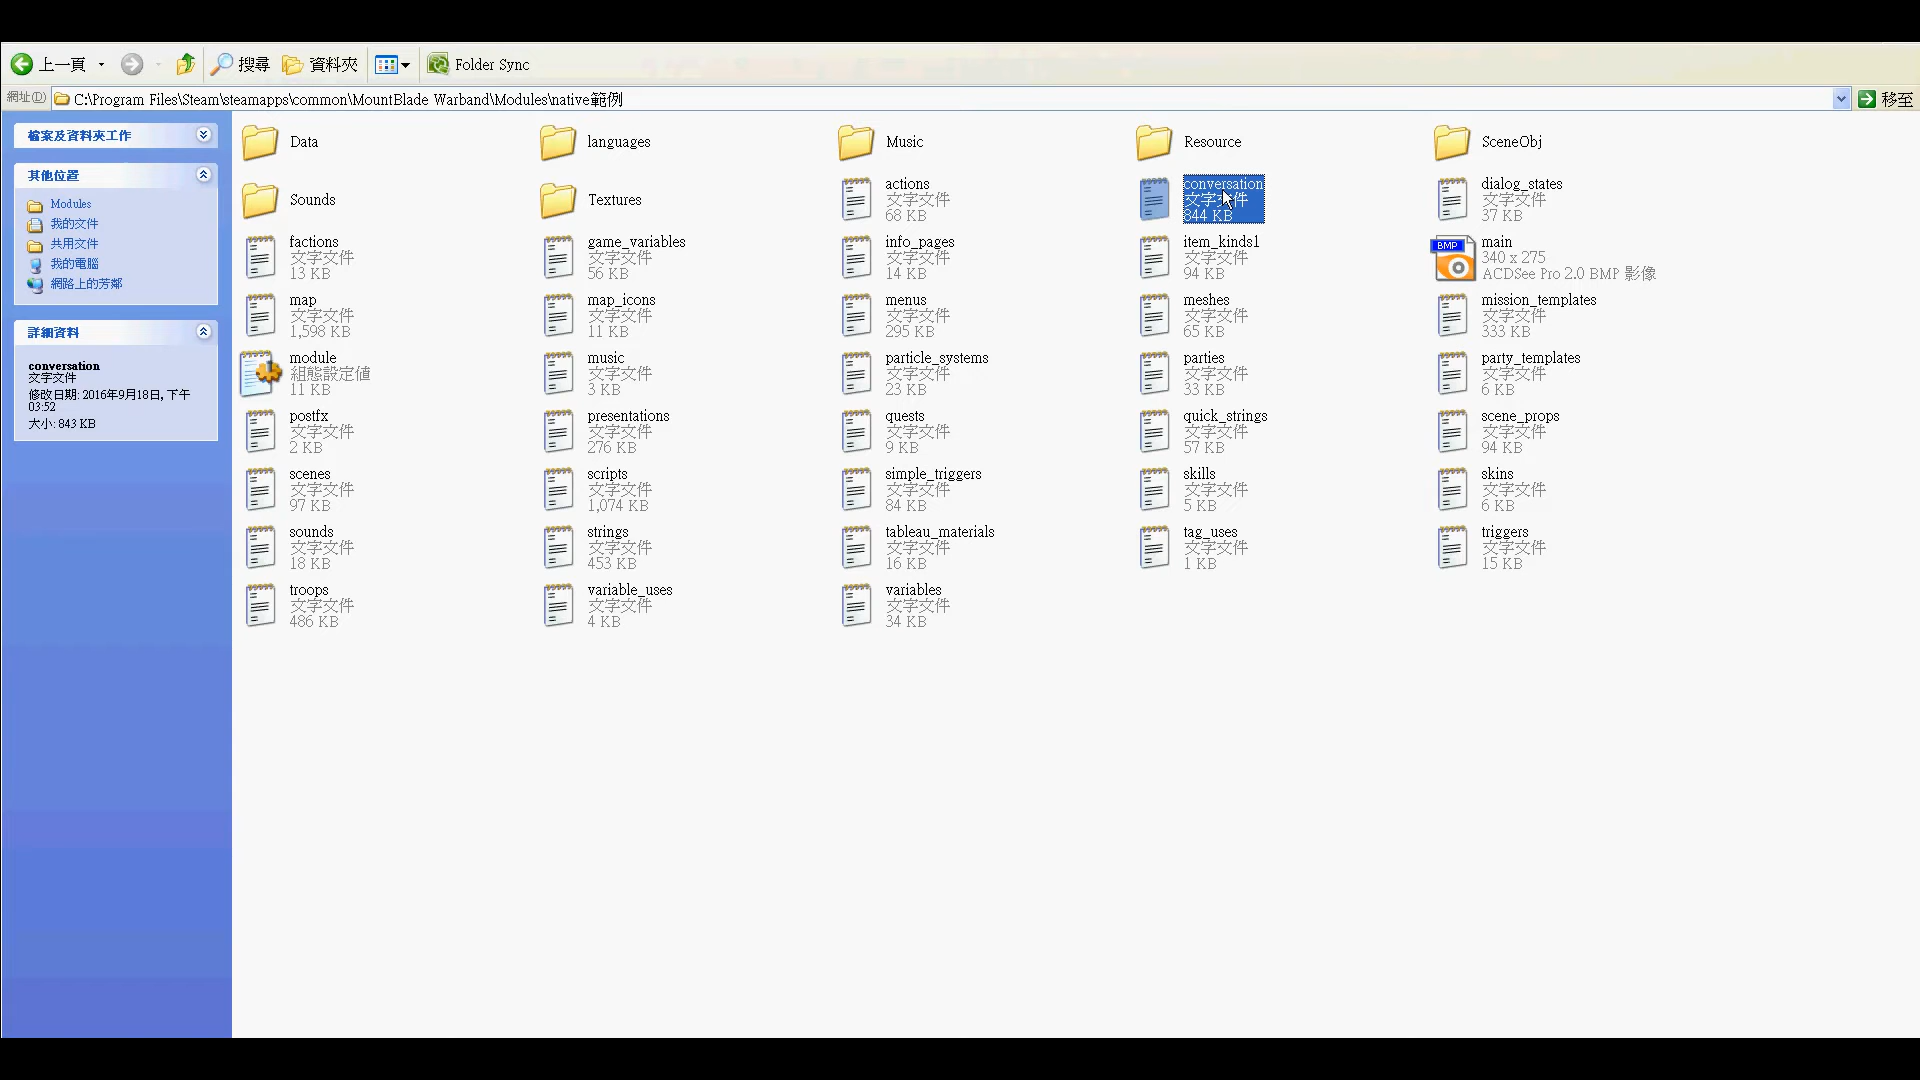 上一頁
搜尋
資料夾
Folder Sync
網址(D)
C:\Program Files\Steam\steamapps\common\MountBlade Warband\Modules\native範例
移至
檔案及資料夾工作
其他位置
Modules
我的文件
共用文件
我的電腦
網路上的芳鄰
詳細資料
conversation
文字文件
修改日期: 2016年9月18日, 下午
03:52
大小: 843 KB
Data
languages
Music
Resource
SceneObj
Sounds
Textures
actions
文字文件
68 KB
conversation
文字文件
844 KB
dialog_states
文字文件
37 KB
factions
文字文件
13 KB
game_variables
文字文件
56 KB
info_pages
文字文件
14 KB
item_kinds1
文字文件
94 KB
BMP
main
340 x 275
ACDSee Pro 2.0 BMP 影像
map
文字文件
1,598 KB
map_icons
文字文件
11 KB
menus
文字文件
295 KB
meshes
文字文件
65 KB
mission_templates
文字文件
333 KB
module
組態設定值
11 KB
music
文字文件
3 KB
particle_systems
文字文件
23 KB
parties
文字文件
33 KB
party_templates
文字文件
6 KB
postfx
文字文件
2 KB
presentations
文字文件
276 KB
quests
文字文件
9 KB
quick_strings
文字文件
57 KB
scene_props
文字文件
94 KB
scenes
文字文件
97 KB
scripts
文字文件
1,074 KB
simple_triggers
文字文件
84 KB
skills
文字文件
5 KB
skins
文字文件
6 KB
sounds
文字文件
18 KB
strings
文字文件
453 KB
tableau_materials
文字文件
16 KB
tag_uses
文字文件
1 KB
triggers
文字文件
15 KB
troops
文字文件
486 KB
variable_uses
文字文件
4 KB
variables
文字文件
34 KB